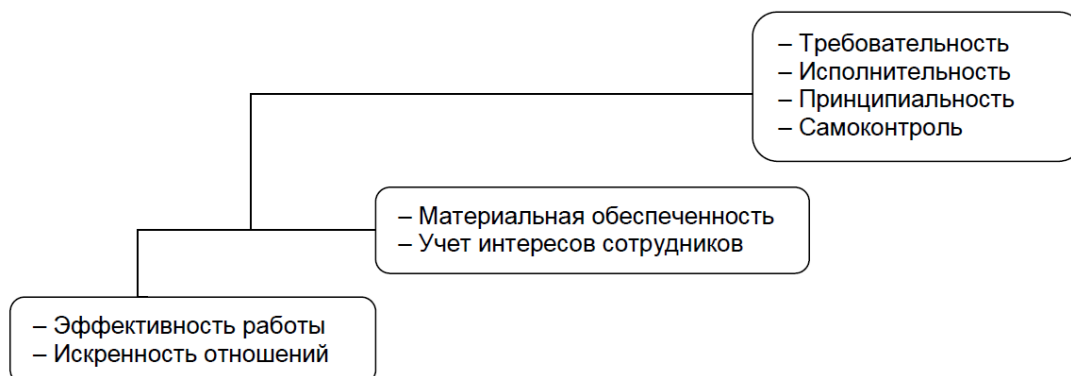 – Требовательность
– Исполнительность
– Принципиальность
– Самоконтроль
– Материальная обеспеченность
– Учет интересов сотрудников
– Эффективность работы
– Искренность отношений